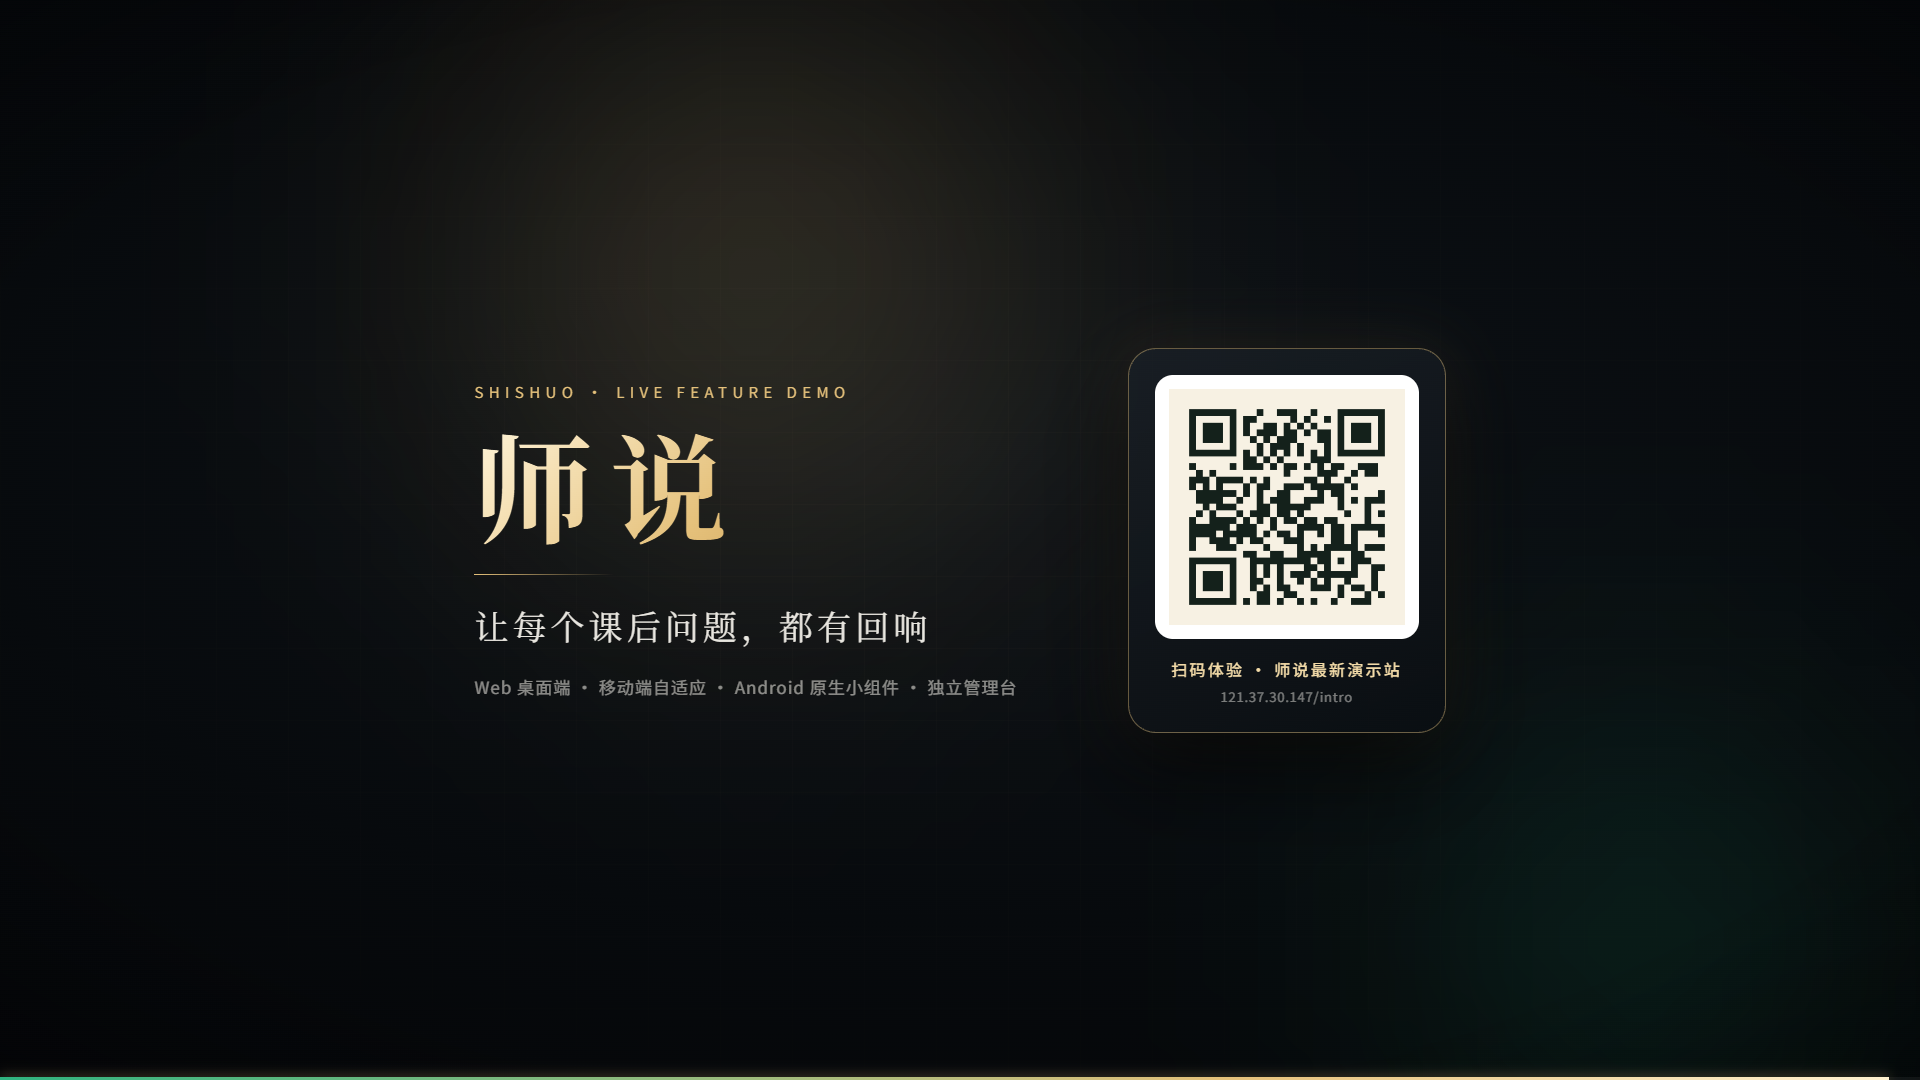 SHISHUO • LIVE FEATURE DEMO
师说
让每个课后问题，都有回响
Web 桌面端 • 移动端自适应 • Android 原生小组件 • 独立管理台
扫码体验 • 师说最新演示站
121.37.30.147/intro